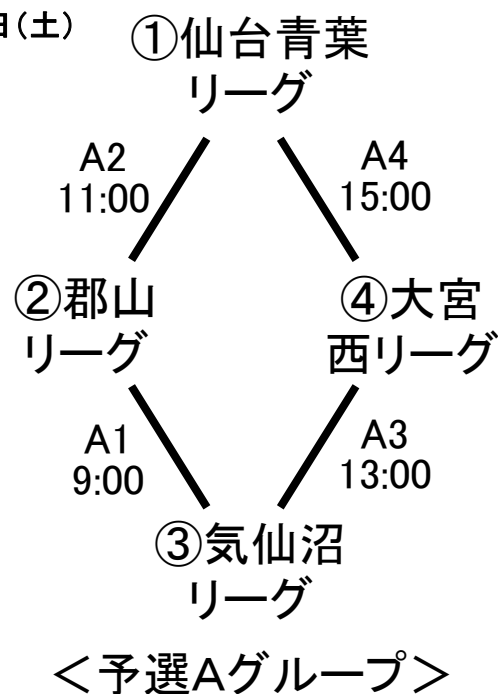 (土)
①仙台青葉
リーグ
A2
11:00
A4
15:00
②郡山
リーグ
④大宮
西リーグ
A1
9:00
A3
13:00
③気仙沼
リーグ
＜予選Aグループ＞